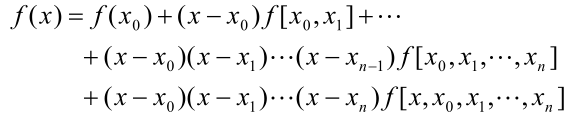 f(x) = f(x₀) + (x − x₀) f[x₀, x₁] + ⋯
+ (x − x₀)(x − x₁)⋯(x − xₙ₋₁) f[x₀, x₁, ⋯, xₙ]
+ (x − x₀)(x − x₁)⋯(x − xₙ) f[x, x₀, x₁, ⋯, xₙ]